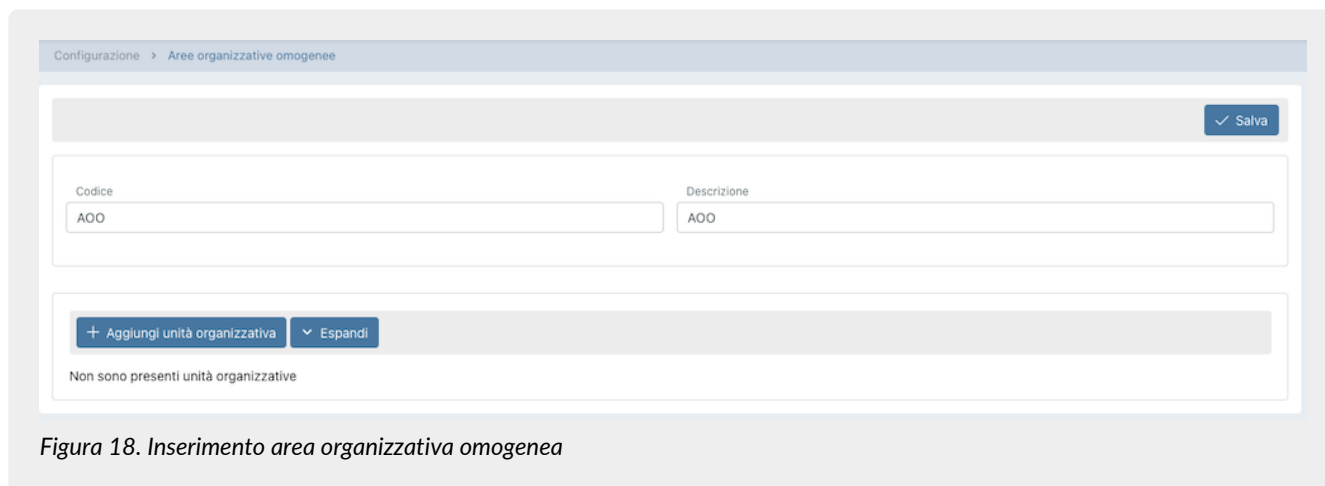 Configurazione > Aree organizzative omogenee
Salva
Codice Descrizione
AOO AOO
+ Aggiungi unità organizzativa Espandi
Non sono presenti unità organizzative
Figura 18. Inserimento area organizzativa omogenea